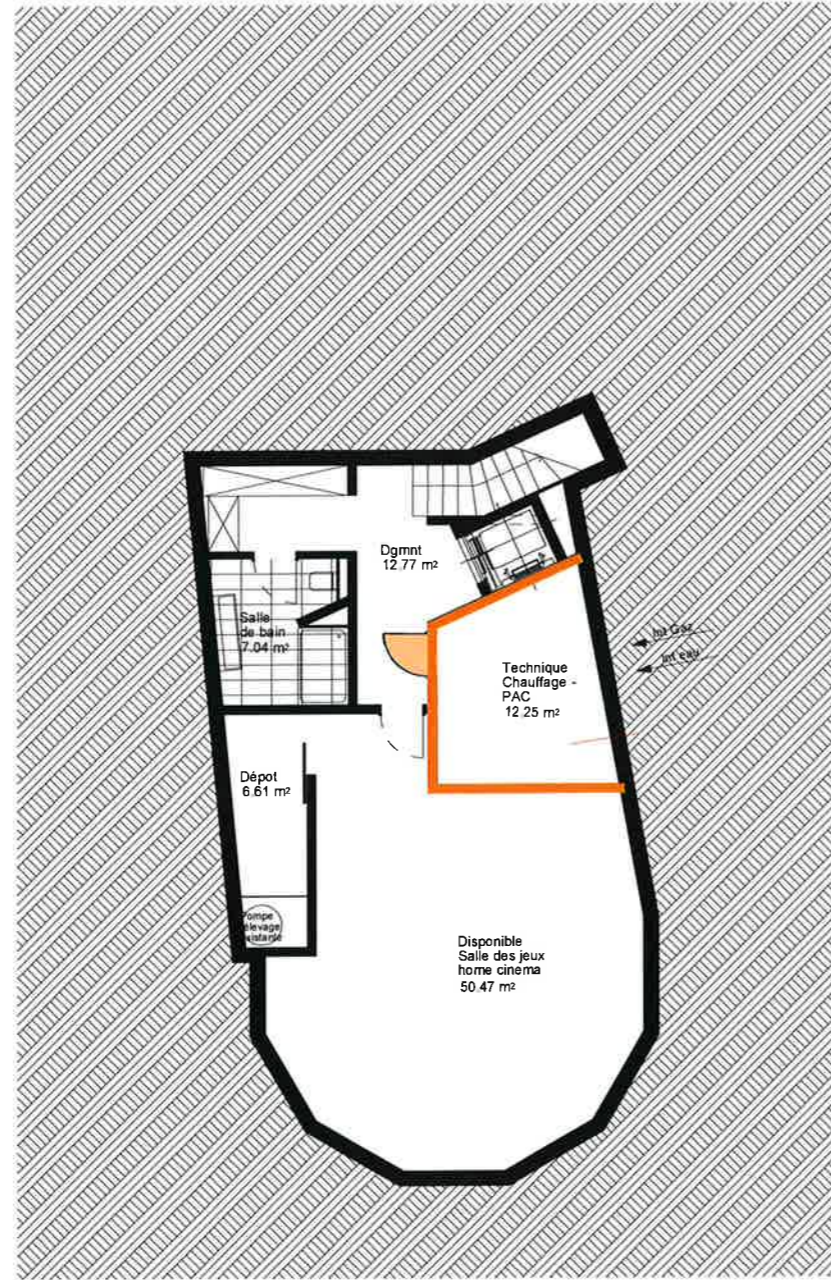 Dgmnt
12.77 m²
Salle
de bain
7.04 m²
Int Gaz
Int eau
Technique
Chauffage -
PAC
12.25 m²
Dépot
6.61 m²
Pompe
élevage
existante
Disponible
Salle des jeux
home cinema
50.47 m²